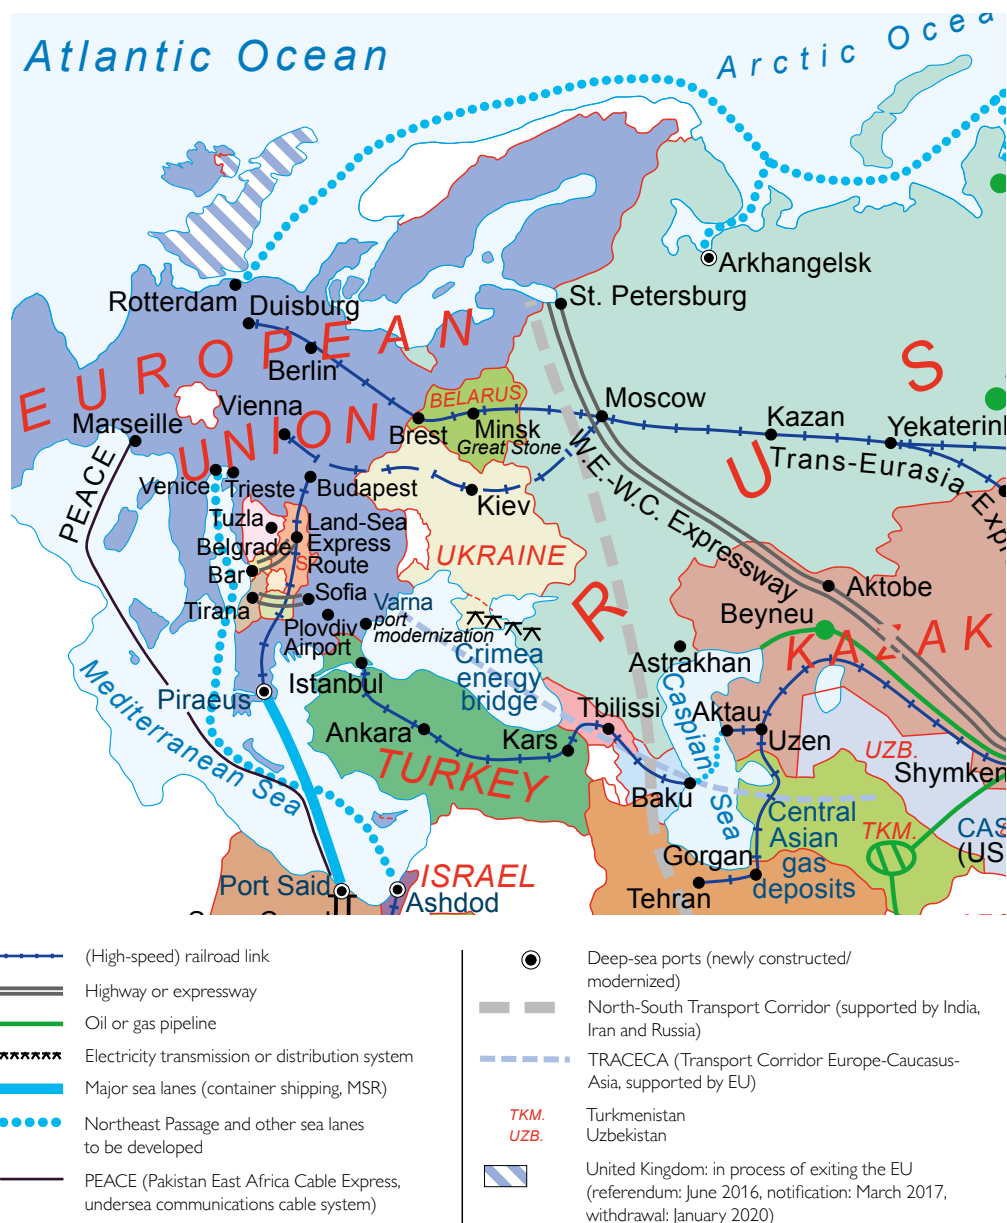 Atlantic Ocean
Arctic Ocea
Arkhangelsk
St. Petersburg
Rotterdam
Duisburg
EUROPEAN
UNION
Berlin
BELARUS
Moscow
Marseille
Vienna
Brest
Minsk
Great Stone
Kazan
Yekaterin
R U S
Trans-Eurasia-Exp
W.E.-W.C. Expressway
PEACE
Venice
Trieste
Budapest
Kiev
Tuzla
Land-Sea
Express
Route
Belgrade
UKRAINE
Bar
Aktobe
Tirana
Sofia
Varna
port
modernization
Beyneu
Plovdiv
Airport
Crimea
energy
bridge
Astrakhan
KAZAK
Mediterranean Sea
Piraeus
Istanbul
Caspian
Sea
Tbilissi
Aktau
Uzen
Ankara
Kars
UZB.
Shymken
TURKEY
Baku
Central
Asian
gas
deposits
TKM.
CAS
(US
Gorgan
Tehran
Port Said
ISRAEL
Ashdod
(High-speed) railroad link
Highway or expressway
Oil or gas pipeline
Electricity transmission or distribution system
Major sea lanes (container shipping, MSR)
Northeast Passage and other sea lanes
to be developed
PEACE (Pakistan East Africa Cable Express,
undersea communications cable system)
Deep-sea ports (newly constructed/
modernized)
North-South Transport Corridor (supported by India,
Iran and Russia)
TRACECA (Transport Corridor Europe-Caucasus-
Asia, supported by EU)
TKM. Turkmenistan
UZB. Uzbekistan
United Kingdom: in process of exiting the EU
(referendum: June 2016, notification: March 2017,
withdrawal: January 2020)